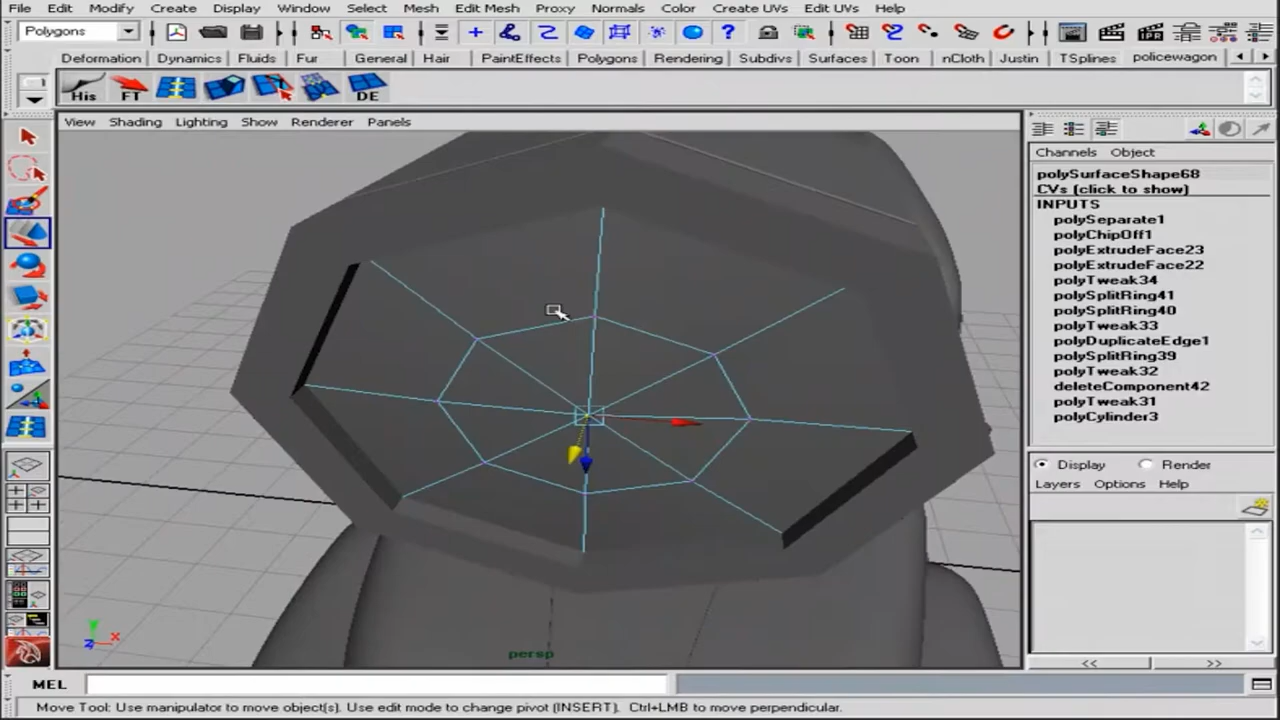 File Edit Modify Create Display Window Select Mesh Edit Mesh Proxy Normals Color Create UVs Edit UVs Help
Polygons
Deformation Dynamics Fluids Fur General Hair PaintEffects Polygons Rendering Subdivs Surfaces Toon nCloth Justin TSplines policewagon
His FT DE
View Shading Lighting Show Renderer Panels
Channels Object
polySurfaceShape68
CVs (click to show)
INPUTS
polySeparate1
polyChipOff1
polyExtrudeFace23
polyExtrudeFace22
polyTweak34
polySplitRing41
polySplitRing40
polyTweak33
polyDuplicateEdge1
polySplitRing39
polyTweak32
deleteComponent42
polyTweak31
polyCylinder3
Display Render
Layers Options Help
y
x
z
persp
<< >>
MEL
Move Tool: Use manipulator to move object(s). Use edit mode to change pivot (INSERT). Ctrl+LMB to move perpendicular.